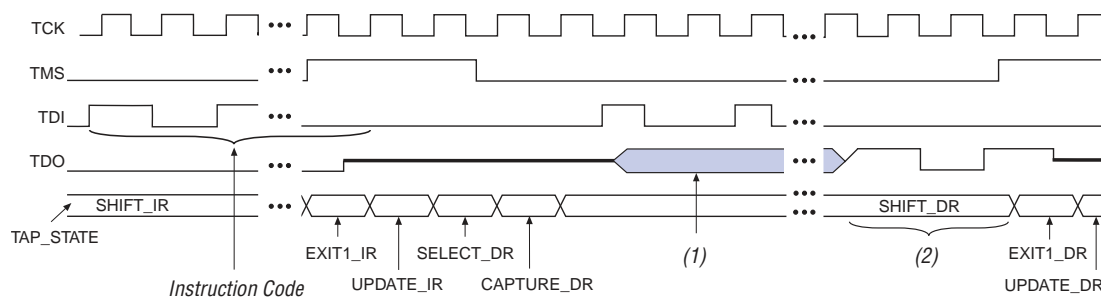 TCK
•••
•••
TMS
•••
•••
TDI
•••
•••
TDO
•••
•••
SHIFT_IR
•••
•••
•••
SHIFT_DR
TAP_STATE
EXIT1_IR
SELECT_DR
(1)
(2)
EXIT1_DR
Instruction Code
UPDATE_IR
CAPTURE_DR
UPDATE_DR